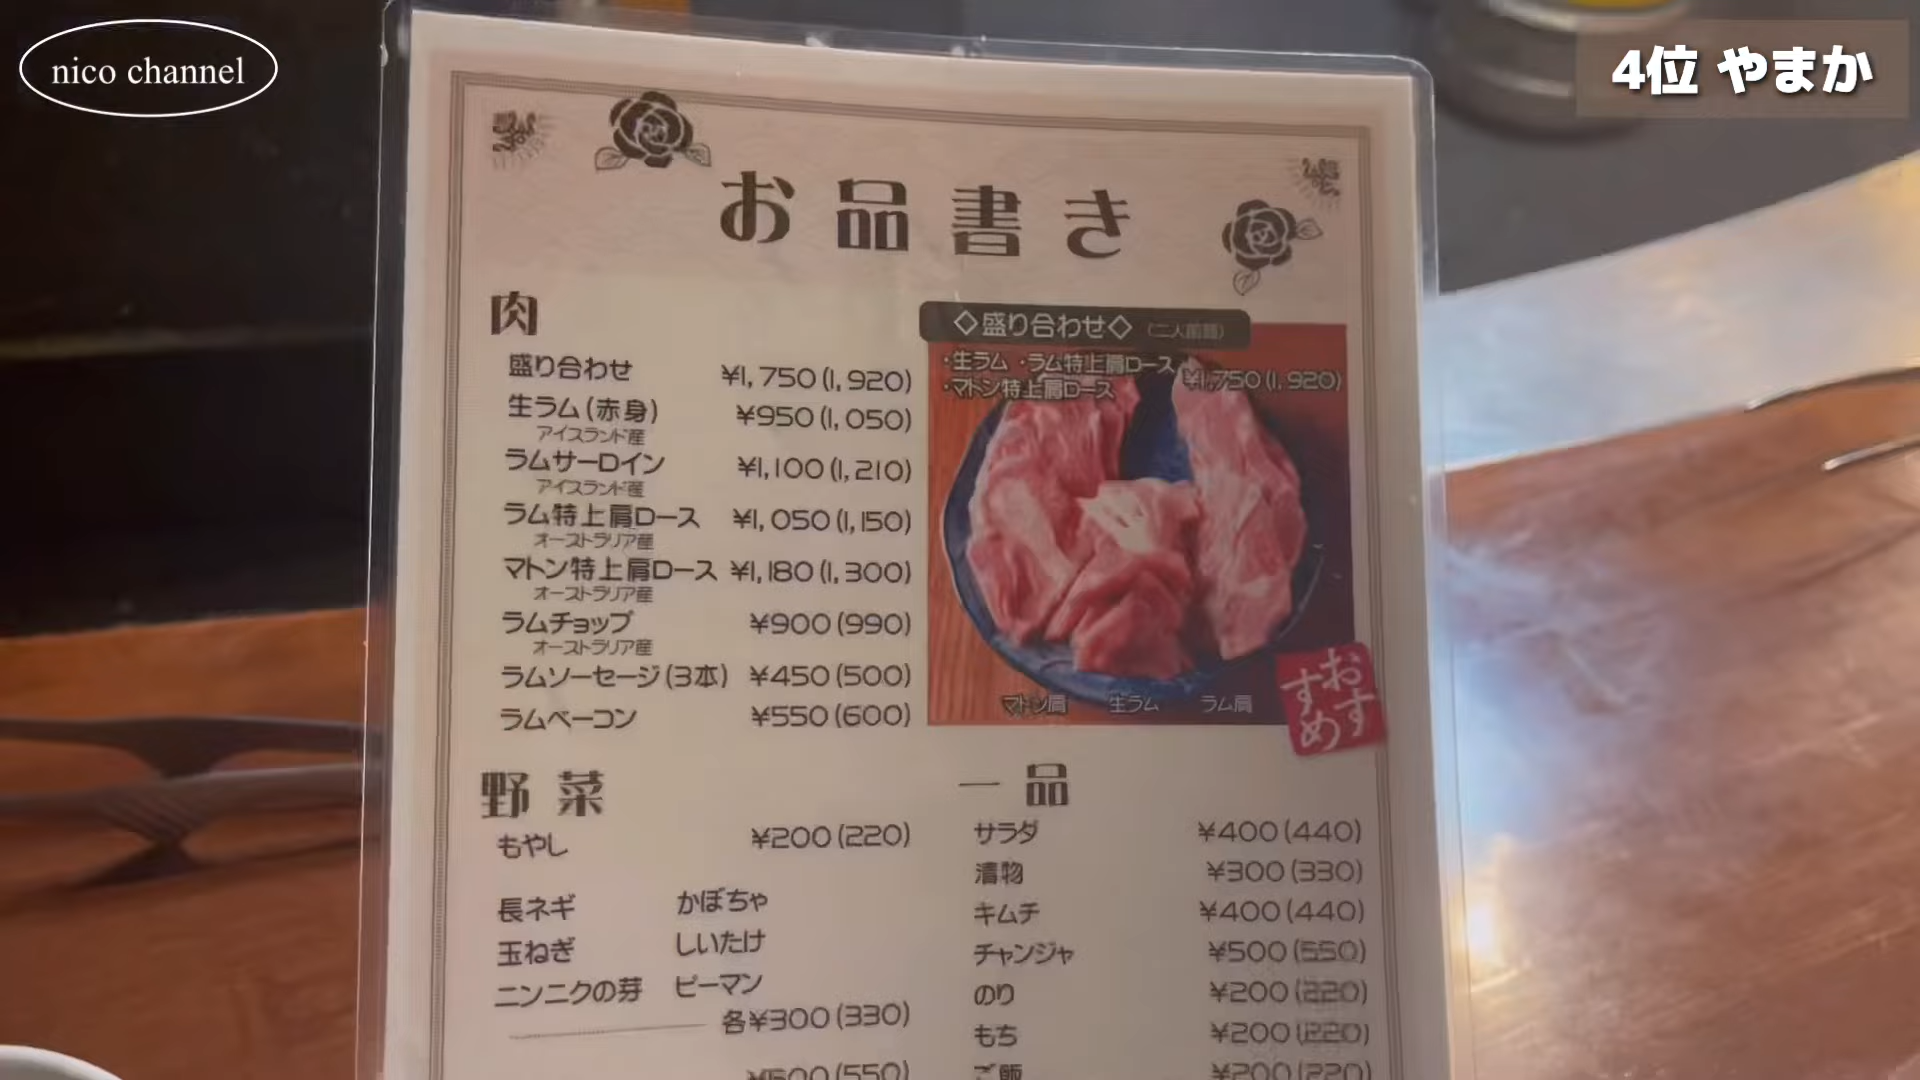 nico channel
4位 やまか
お品書き
肉
盛り合わせ ¥1,750(1,920)
生ラム(赤身) ¥950(1,050)
アイスランド産
ラムサーロイン ¥1,100(1,210)
アイスランド産
ラム特上肩ロース ¥1,050(1,150)
オーストラリア産
マトン特上肩ロース ¥1,180(1,300)
オーストラリア産
ラムチョップ ¥900(990)
オーストラリア産
ラムソーセージ(3本) ¥450(500)
ラムベーコン ¥550(600)
◇盛り合わせ◇
・生ラム ・ラム特上肩ロース
・マトン特上肩ロース ¥1,750(1,920)
マトン肩 生ラム ラム肩
おすすめ
野菜
もやし ¥200(220)
長ネギ かぼちゃ
玉ねぎ しいたけ
ニンニクの芽 ピーマン
各¥300(330)
一品
サラダ ¥400(440)
漬物 ¥300(330)
キムチ ¥400(440)
チャンジャ ¥500(550)
のり ¥200(220)
もち ¥200(220)
ご飯 ¥200(220)